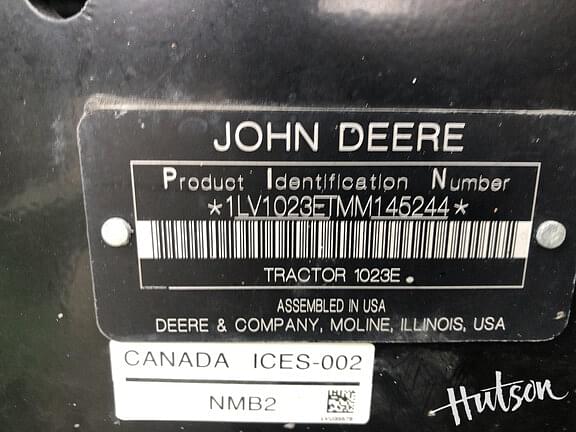 JOHN DEERE
Product Identification Number
*1LV1023ETMM145244*
TRACTOR 1023E
ASSEMBLED IN USA
DEERE & COMPANY, MOLINE, ILLINOIS, USA
CANADA ICES-002
NMB2
Hutson